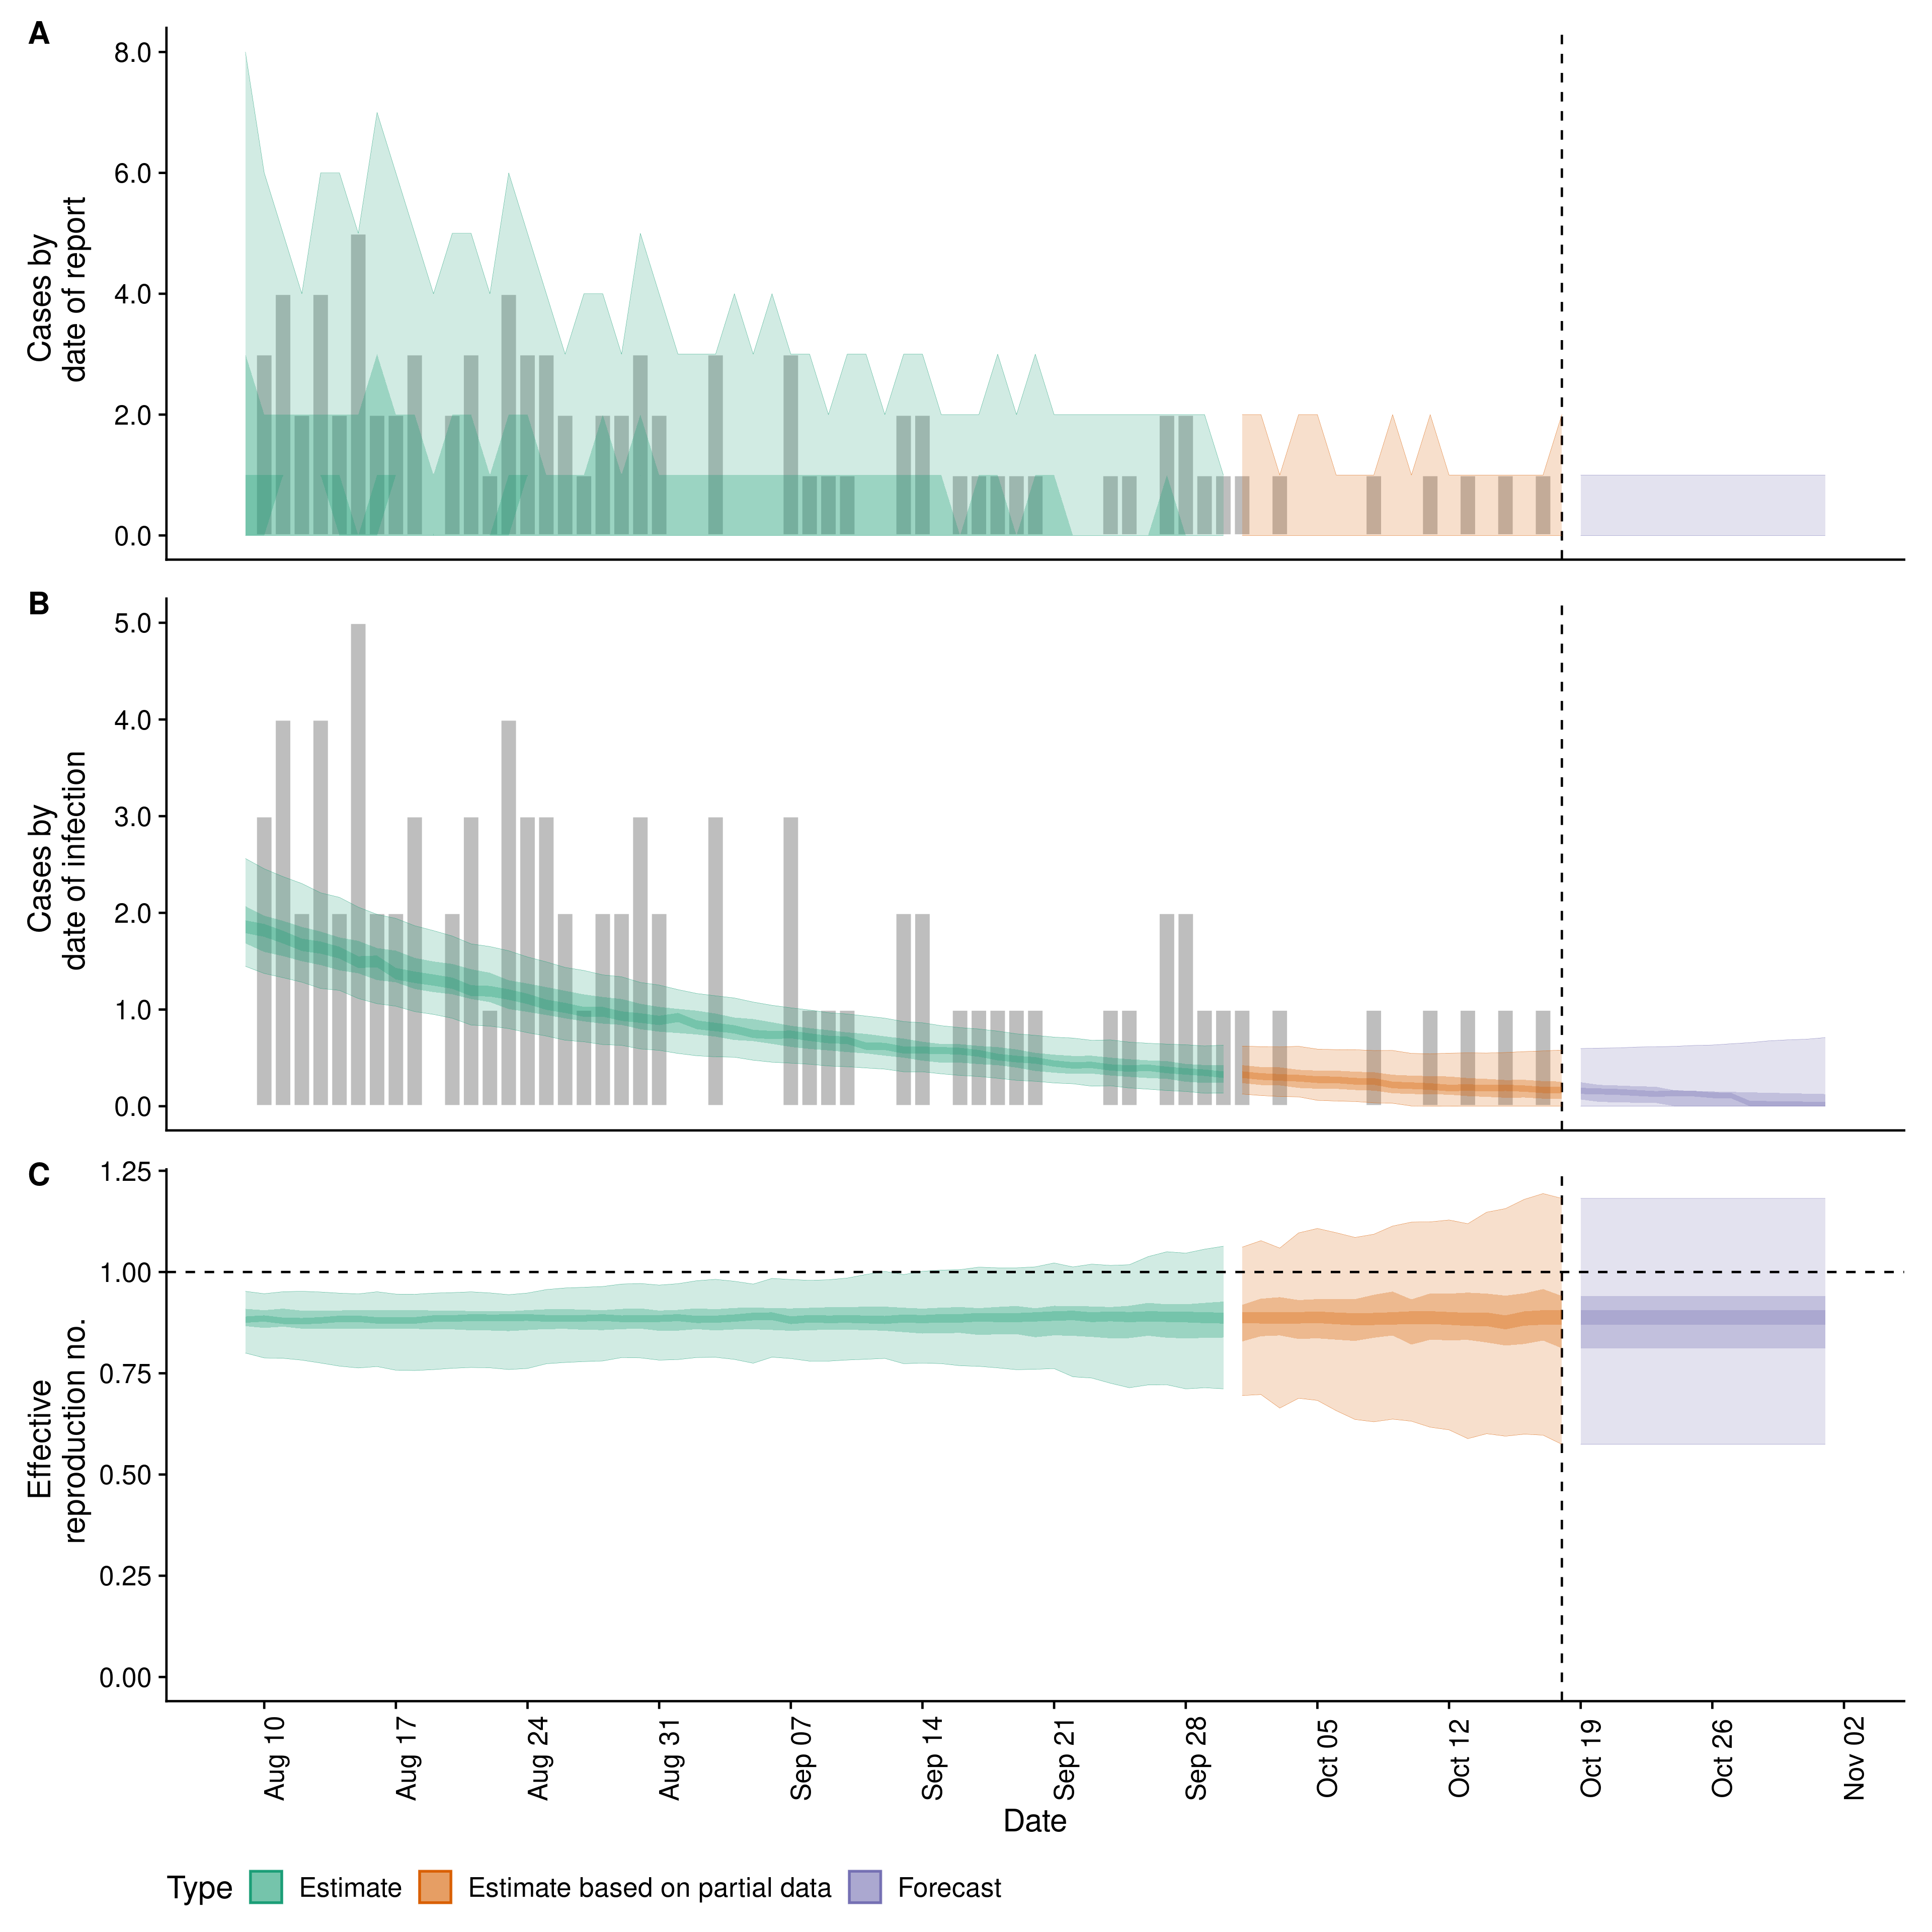 A
Cases by
date of report
8.0
6.0
4.0
2.0
0.0
B
Cases by
date of infection
5.0
4.0
3.0
2.0
1.0
0.0
C
Effective
reproduction no.
1.25
1.00
0.75
0.50
0.25
0.00
Aug 10
Aug 17
Aug 24
Aug 31
Sep 07
Sep 14
Sep 21
Sep 28
Oct 05
Oct 12
Oct 19
Oct 26
Nov 02
Date
Type Estimate Estimate based on partial data Forecast